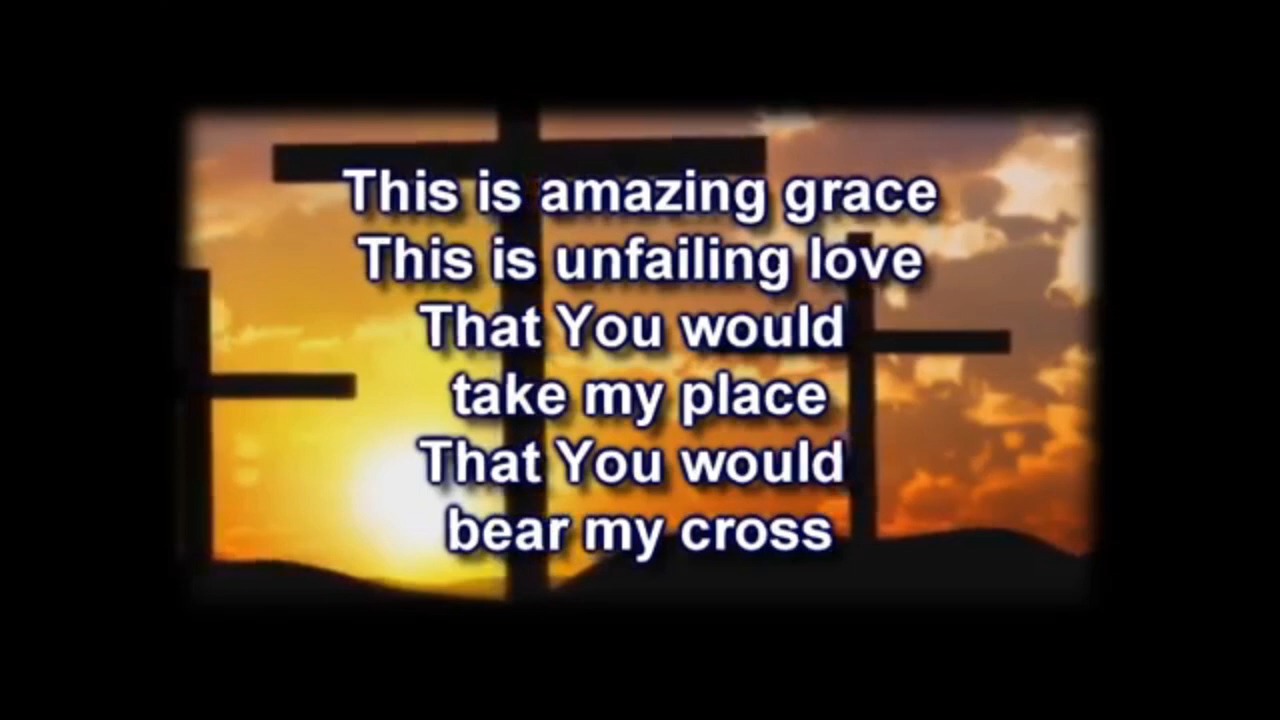 This is amazing grace
This is unfailing love
That You would
take my place
That You would
bear my cross